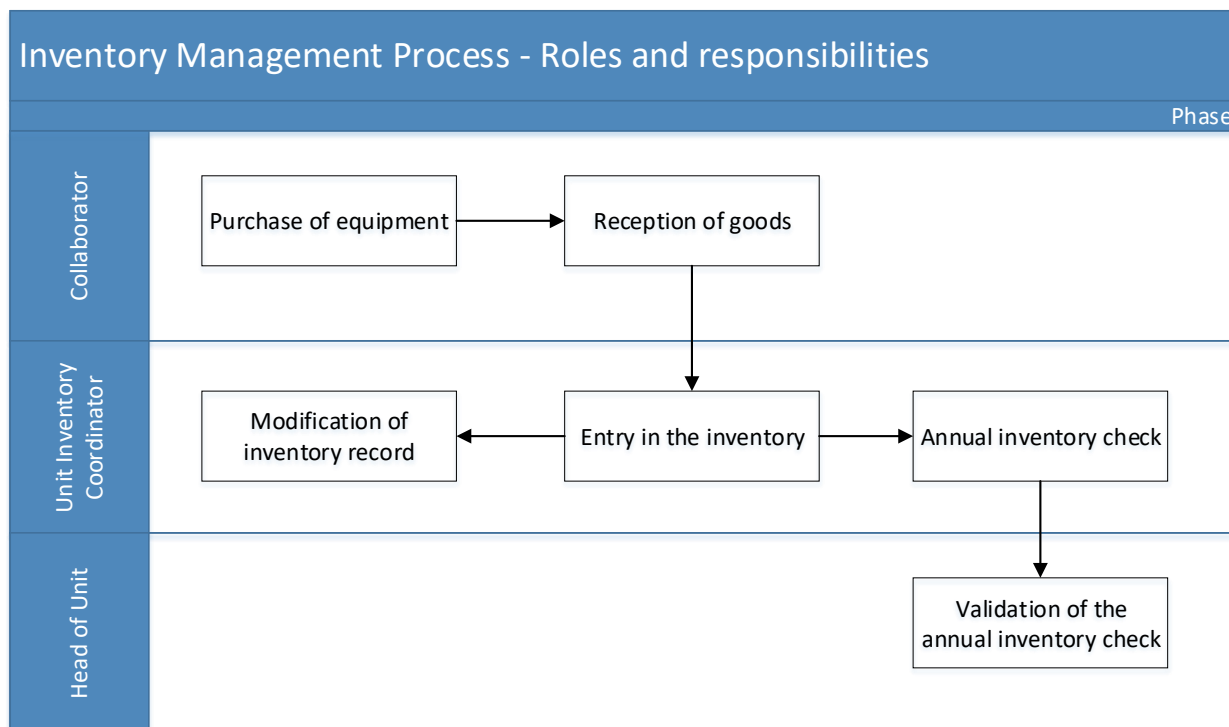 Inventory Management Process - Roles and responsibilities
Phase
Collaborator
Purchase of equipment
Reception of goods
Unit Inventory
Coordinator
Modification of
inventory record
Entry in the inventory
Annual inventory check
Head of Unit
Validation of the
annual inventory check